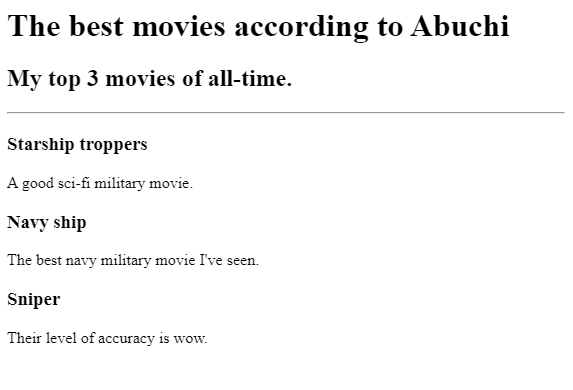 The best movies according to Abuchi
My top 3 movies of all-time.
Starship troppers
A good sci-fi military movie.
Navy ship
The best navy military movie I've seen.
Sniper
Their level of accuracy is wow.